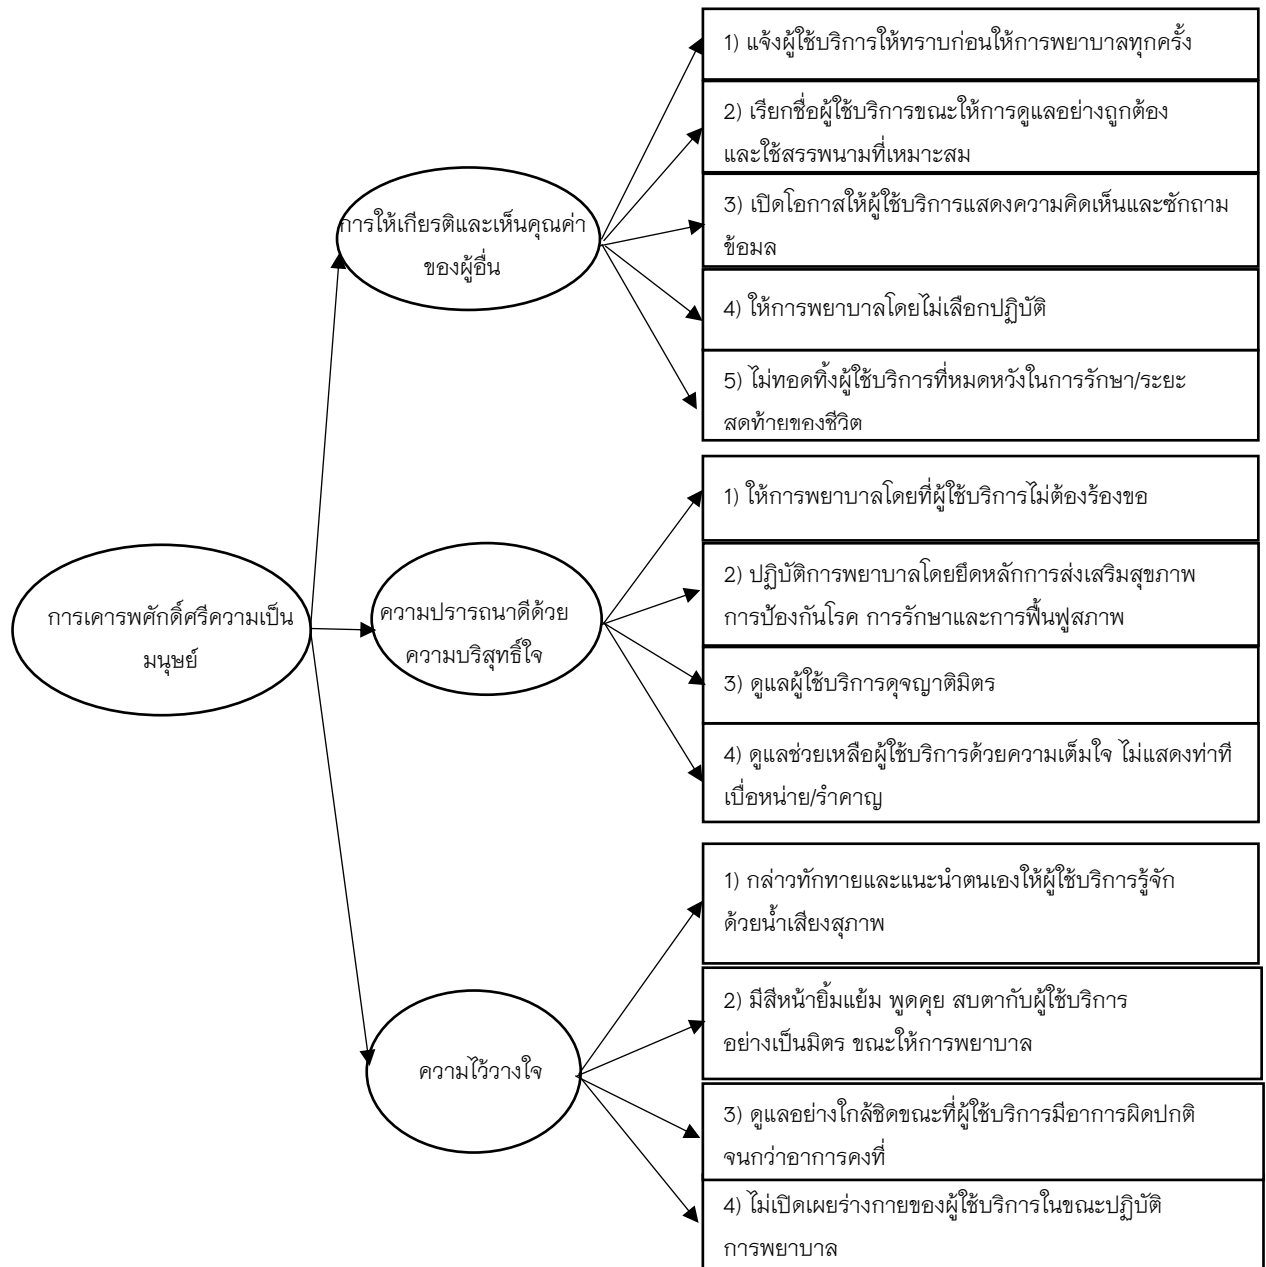 การเคารพศักดิ์ศรีความเป็น
มนุษย์
การให้เกียรติและเห็นคุณค่า
ของผู้อื่น
1) แจ้งผู้ใช้บริการให้ทราบก่อนให้การพยาบาลทุกครั้ง
2) เรียกชื่อผู้ใช้บริการขณะให้การดูแลอย่างถูกต้อง
และใช้สรรพนามที่เหมาะสม
3) เปิดโอกาสให้ผู้ใช้บริการแสดงความคิดเห็นและซักถาม
ข้อมล
4) ให้การพยาบาลโดยไม่เลือกปฏิบัติ
5) ไม่ทอดทิ้งผู้ใช้บริการที่หมดหวังในการรักษา/ระยะ
สดท้ายของชีวิต
ความปรารถนาดีด้วย
ความบริสุทธิ์ใจ
1) ให้การพยาบาลโดยที่ผู้ใช้บริการไม่ต้องร้องขอ
2) ปฏิบัติการพยาบาลโดยยึดหลักการส่งเสริมสุขภาพ
การป้องกันโรค การรักษาและการฟื้นฟูสภาพ
3) ดูแลผู้ใช้บริการดุจญาติมิตร
4) ดูแลช่วยเหลือผู้ใช้บริการด้วยความเต็มใจ ไม่แสดงท่าที
เบื่อหน่าย/รำคาญ
ความไว้วางใจ
1) กล่าวทักทายและแนะนำตนเองให้ผู้ใช้บริการรู้จัก
ด้วยน้ำเสียงสุภาพ
2) มีสีหน้ายิ้มแย้ม พูดคุย สบตากับผู้ใช้บริการ
อย่างเป็นมิตร ขณะให้การพยาบาล
3) ดูแลอย่างใกล้ชิดขณะที่ผู้ใช้บริการมีอาการผิดปกติ
จนกว่าอาการคงที่
4) ไม่เปิดเผยร่างกายของผู้ใช้บริการในขณะปฏิบัติ
การพยาบาล